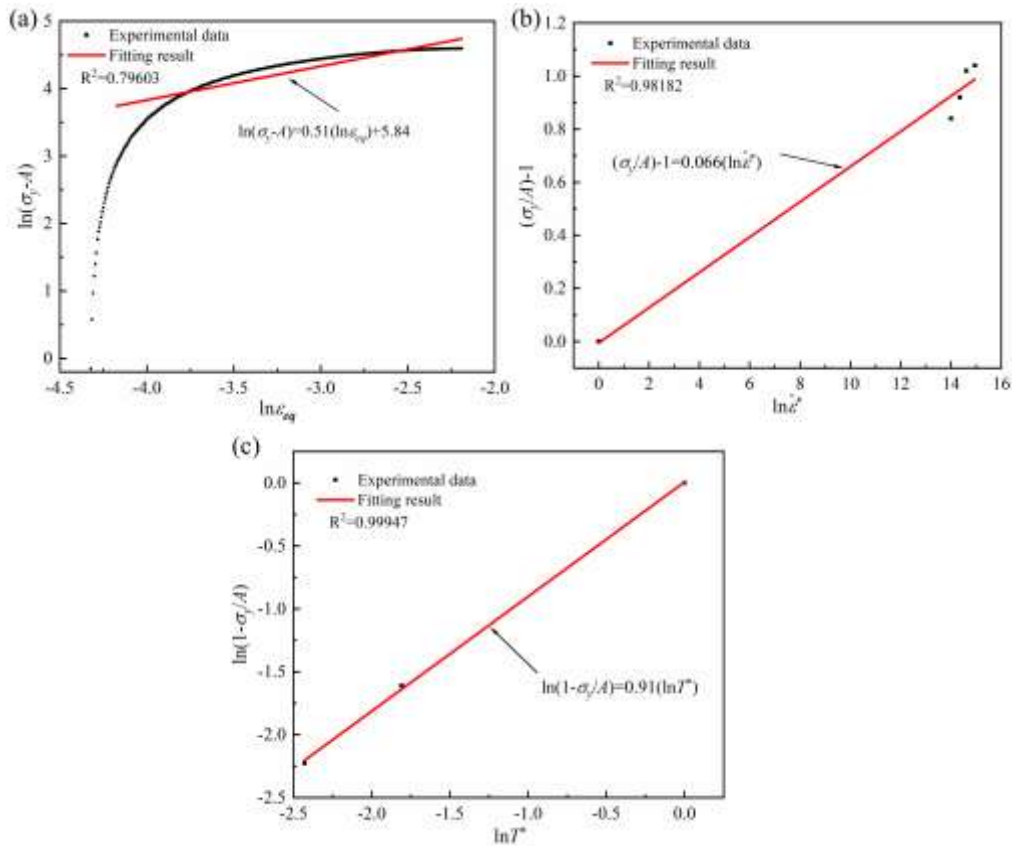 (a)
5
4
3
2
1
0
ln(σy-A)
Experimental data
Fitting result
R²=0.79603
ln(σy-A)=0.51(lnεeq)+5.84
-4.5
-4.0
-3.5
-3.0
-2.5
-2.0
lnεeq
(b)
1.0
0.8
0.6
0.4
0.2
0.0
(σy/A)-1
Experimental data
Fitting result
R²=0.98182
(σy/A)-1=0.066(lnε̇*)
0
2
4
6
8
10
12
14
16
lnε̇*
(c)
0.0
-0.5
-1.0
-1.5
-2.0
-2.5
ln(1-σy/A)
Experimental data
Fitting result
R²=0.99947
ln(1-σy/A)=0.91(lnT*)
-2.5
-2.0
-1.5
-1.0
-0.5
0.0
lnT*